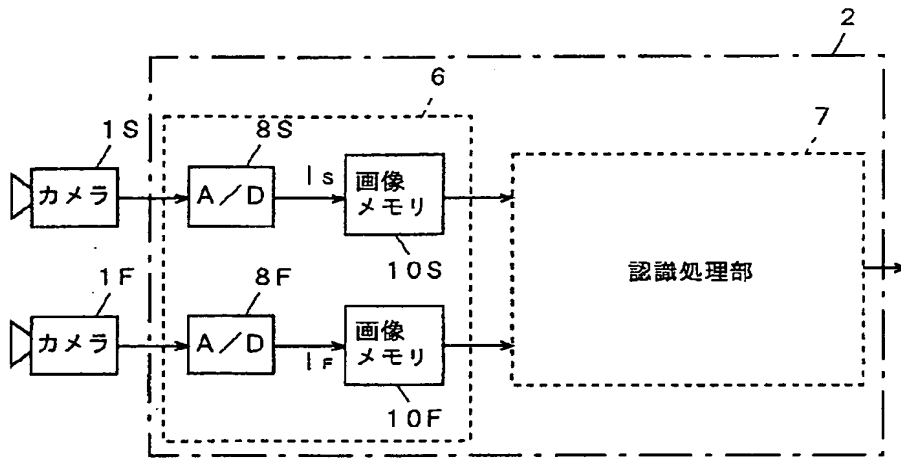 2
6
7
1S
8S
カメラ
A/D
IS
画像
メモリ
10S
認識処理部
1F
8F
カメラ
A/D
IF
画像
メモリ
10F